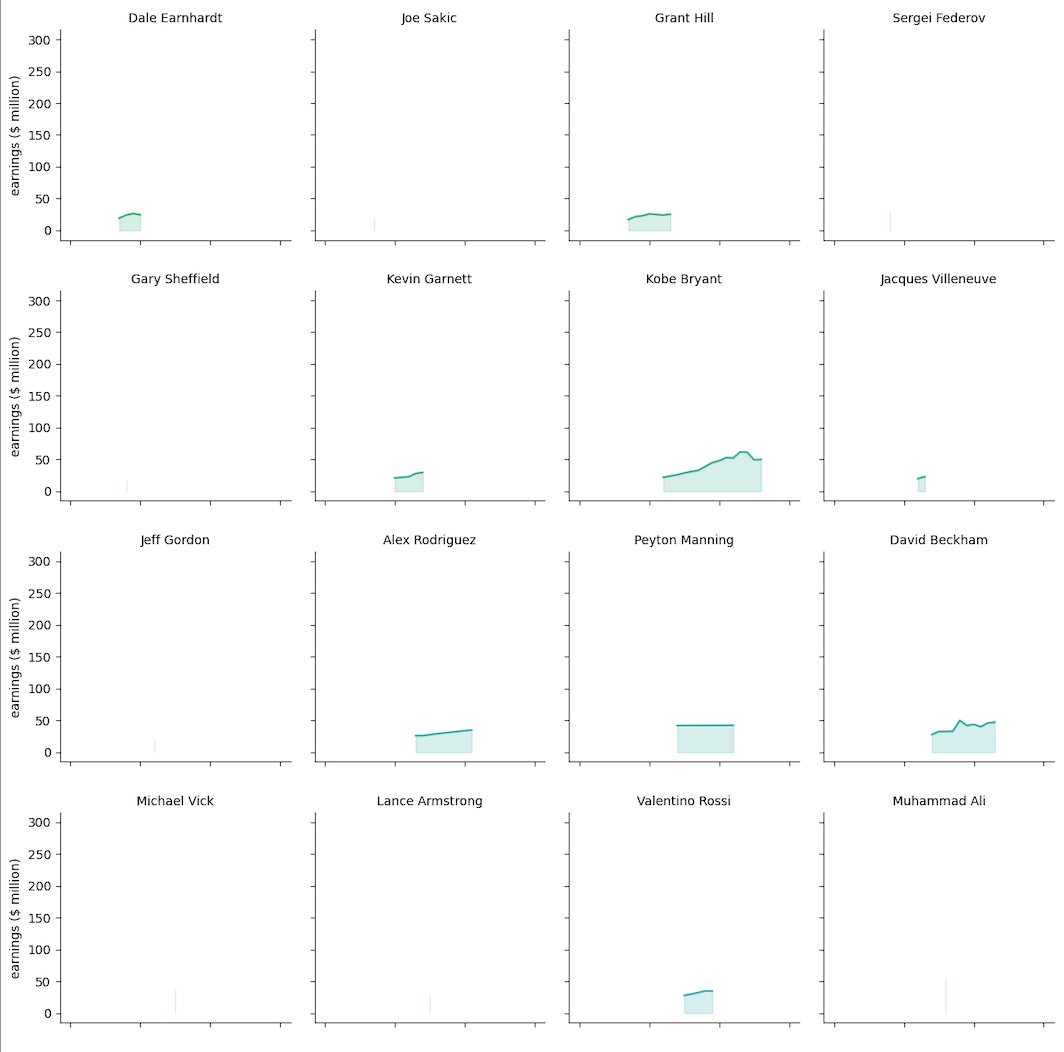 Dale Earnhardt
Joe Sakic
Grant Hill
Sergei Federov
earnings ($ million)
300
250
200
150
100
50
0
Gary Sheffield
Kevin Garnett
Kobe Bryant
Jacques Villeneuve
earnings ($ million)
300
250
200
150
100
50
0
Jeff Gordon
Alex Rodriguez
Peyton Manning
David Beckham
earnings ($ million)
300
250
200
150
100
50
0
Michael Vick
Lance Armstrong
Valentino Rossi
Muhammad Ali
earnings ($ million)
300
250
200
150
100
50
0